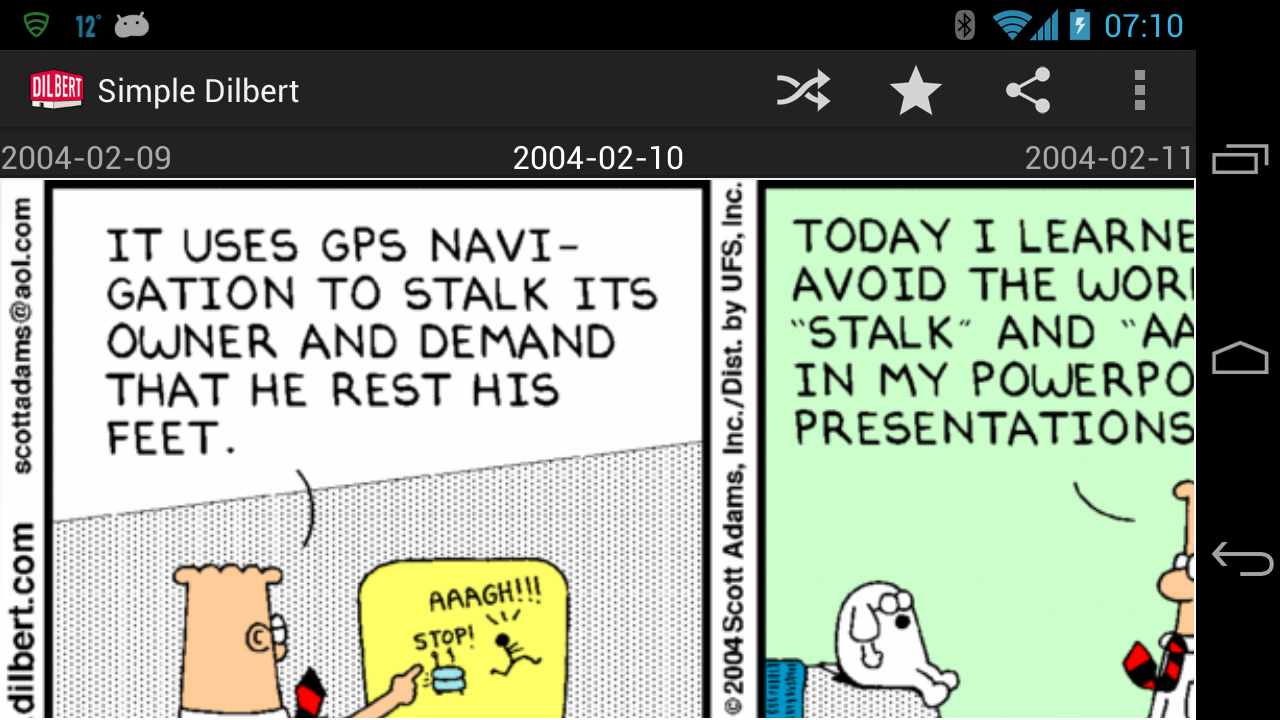 12°
07:10
DILBERT
Simple Dilbert
2004-02-09
2004-02-10
2004-02-11
scottadams@aol.com
dilbert.com
IT USES GPS NAVI-
GATION TO STALK ITS
OWNER AND DEMAND
THAT HE REST HIS
FEET.
AAAGH!!!
STOP!
©2004 Scott Adams, Inc./Dist. by UFS, Inc.
TODAY I LEARNE
AVOID THE WOR
"STALK" AND "AA
IN MY POWERPO
PRESENTATIONS